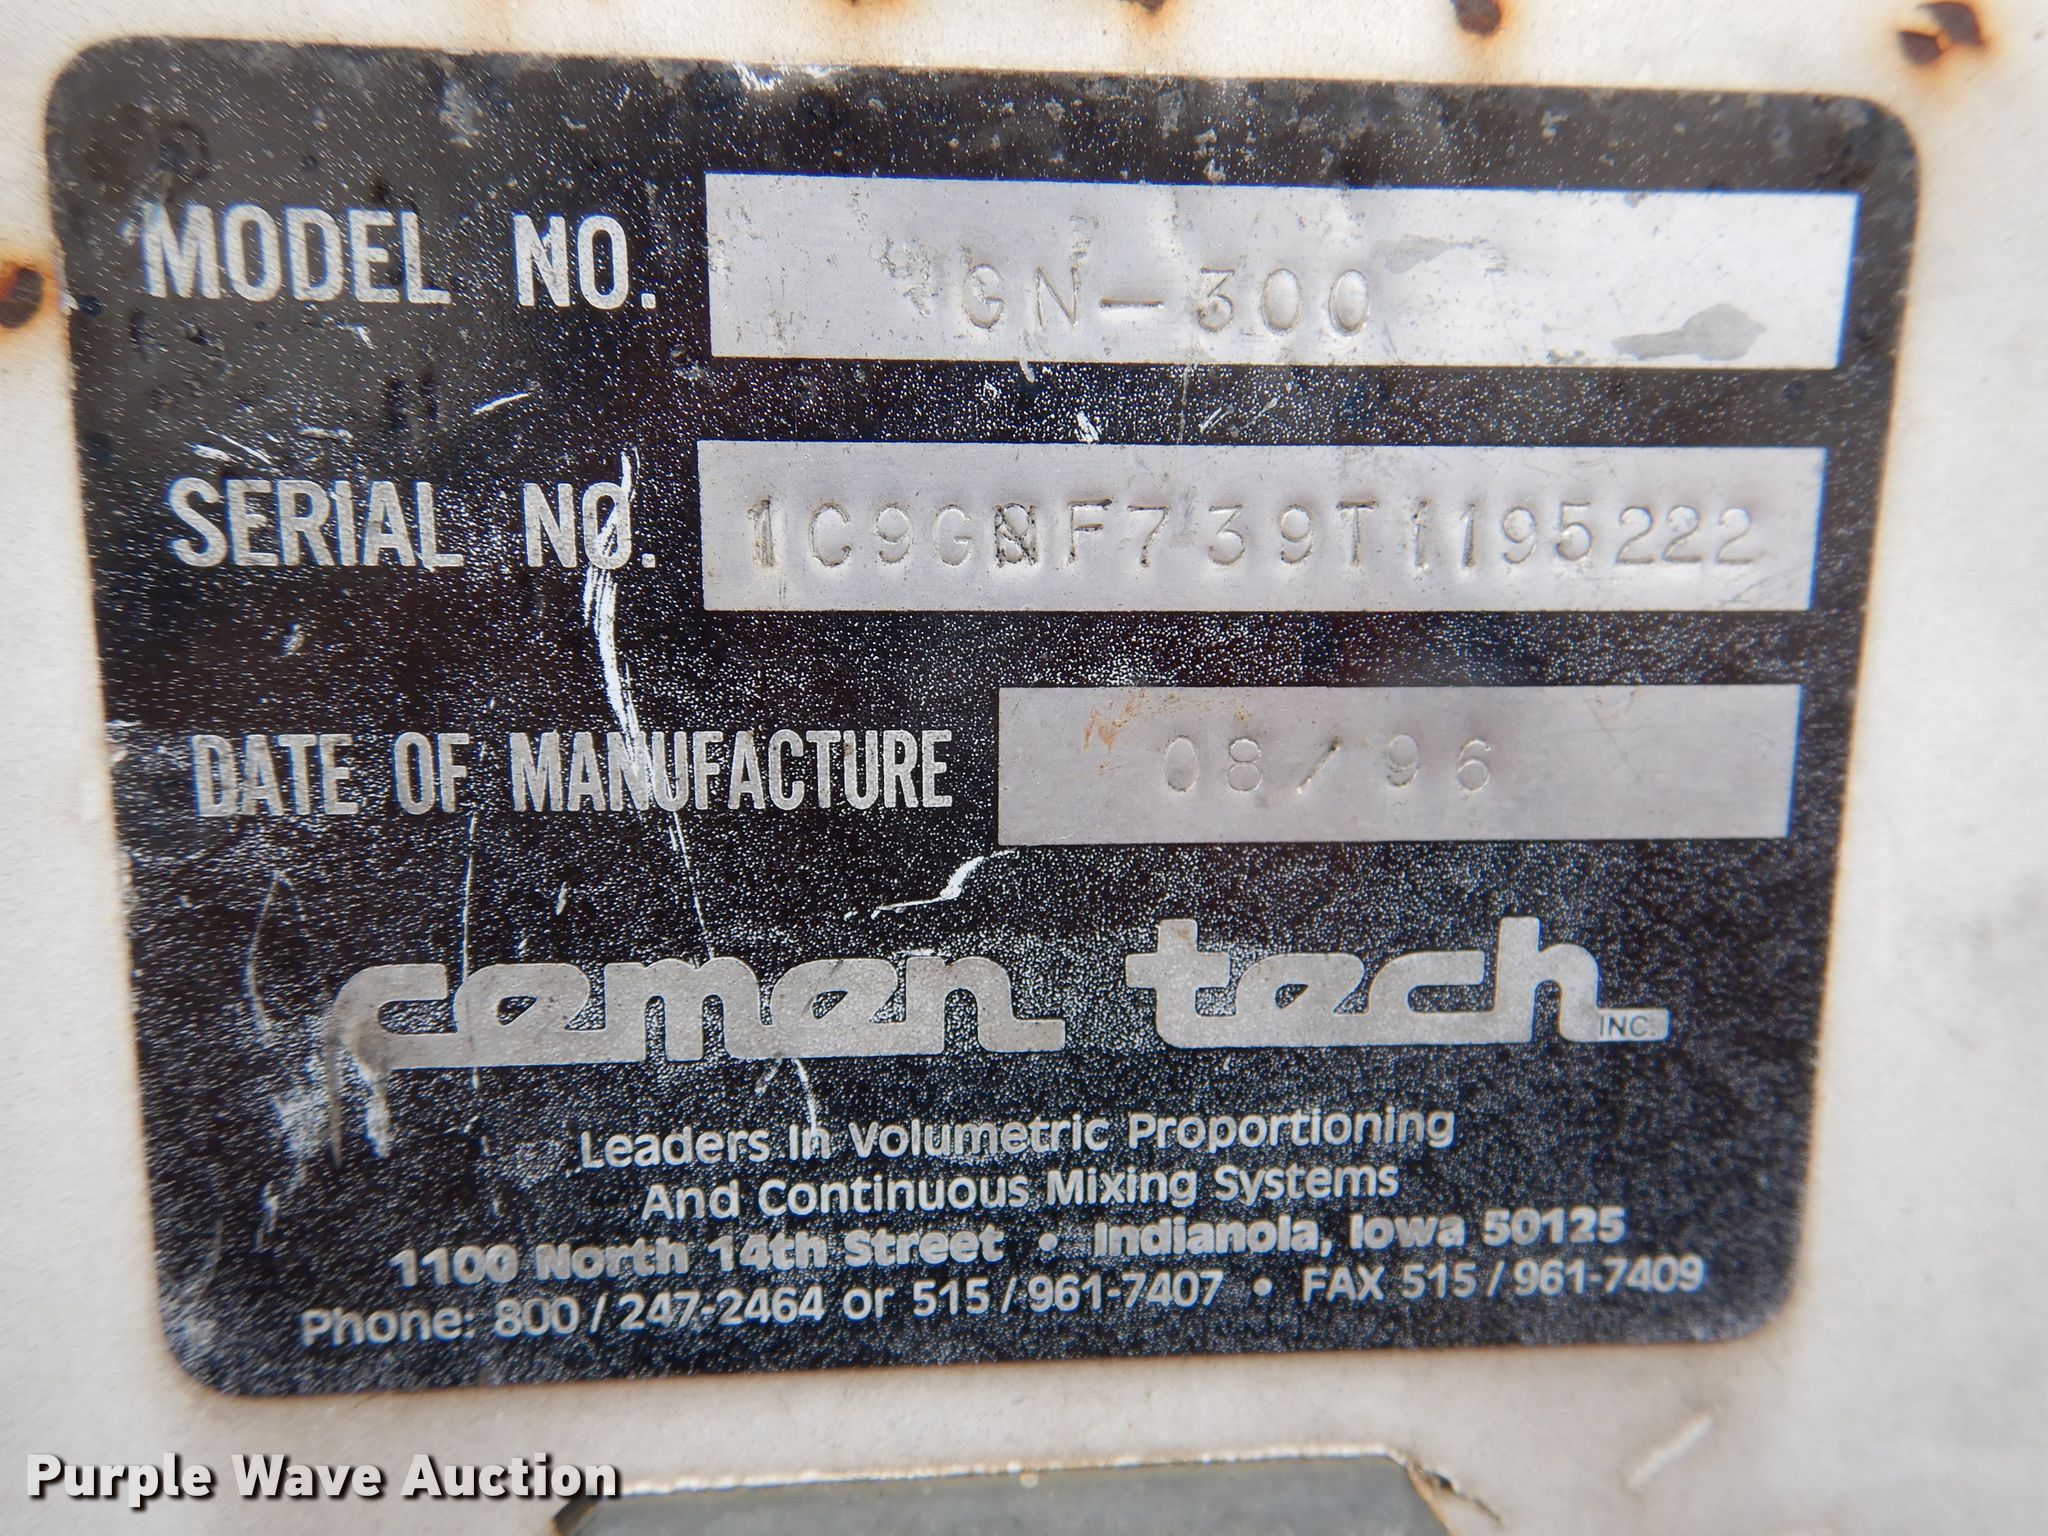 MODEL NO. GN-300
SERIAL NO. 1C9GNF739T1195222
DATE OF MANUFACTURE 08/96
cemen tech INC.
Leaders In Volumetric Proportioning
And Continuous Mixing Systems
1100 North 14th Street • Indianola, Iowa 50125
Phone: 800/247-2464 or 515/961-7407 • FAX 515/961-7409
Purple Wave Auction